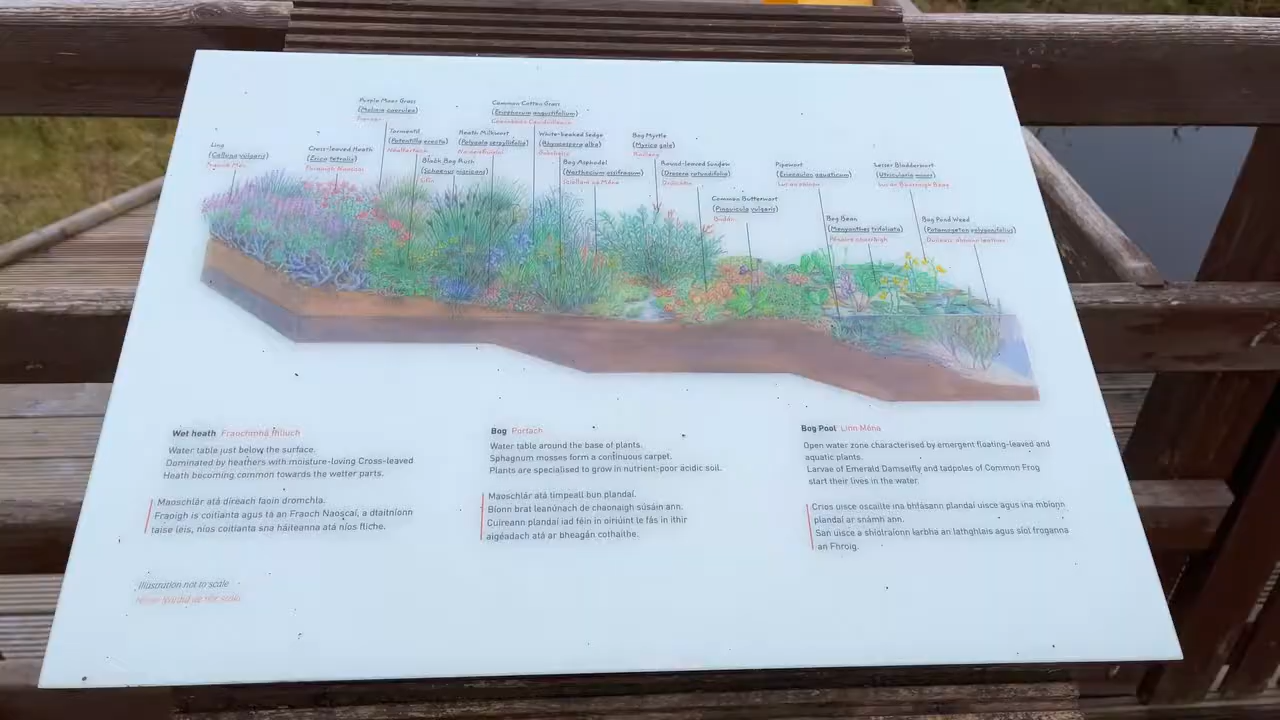 Purple Moor Grass
(Molinia caerulea)
Common Cotton Grass
(Eriophorum angustifolium)
Tormentil
(Potentilla erecta)
Heath Milkwort
(Polygala serpyllifolia)
White-beaked Sedge
(Rhynchospora alba)
Bog Myrtle
(Myrica gale)
Ling
(Calluna vulgaris)
Fraoch Mór
Cross-leaved Heath
(Erica tetralix)
Fraoigh Naoscaí
Black Bog Rush
(Schoenus nigricans)
Bog Asphodel
(Narthecium ossifragum)
Sciollam na Móna
Round-leaved Sundew
(Drosera rotundifolia)
Drúichtín
Pipewort
(Eriocaulon aquaticum)
Lesser Bladderwort
(Utricularia minor)
Common Butterwort
(Pinguicula vulgaris)
Bodán
Bog Bean
(Menyanthes trifoliata)
Bog Pond Weed
(Potamogeton polygonifolius)
Wet heath Fraochmhá fhliuch
Water table just below the surface.
Dominated by heathers with moisture-loving Cross-leaved
Heath becoming common towards the wetter parts.
Maoschlár atá díreach faoin dromchla.
Fraoigh is coitianta agus tá an Fraoch Naoscaí, a dtaitníonn
taise leis, níos coitianta sna háiteanna atá níos fliche.
Bog Portach
Water table around the base of plants.
Sphagnum mosses form a continuous carpet.
Plants are specialised to grow in nutrient-poor acidic soil.
Maoschlár atá timpeall bun plandaí.
Bíonn brat leanúnach de chaonaigh súsáin ann.
Cuireann plandaí iad féin in oiriúint le fás in ithir
aigéadach atá ar bheagán cothaithe.
Bog Pool Linn Móna
Open water zone characterised by emergent floating-leaved and
aquatic plants.
Larvae of Emerald Damselfly and tadpoles of Common Frog
start their lives in the water.
Crios uisce oscailte ina bhfásann plandaí uisce agus ina mbíonn
plandaí ar snámh ann.
San uisce a shíolraíonn larbha an lathghlais agus síol froganna
an Fhroig.
Illustration not to scale